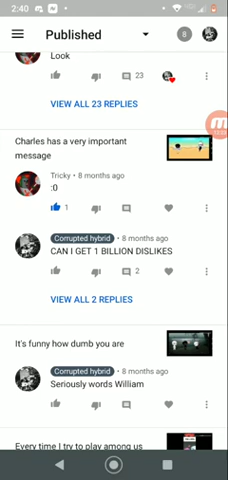 2:40
Published
8
Look
23
VIEW ALL 23 REPLIES
Charles has a very important
message
Tricky • 8 months ago
:0
1
Corrupted hybrid • 8 months ago
CAN I GET 1 BILLION DISLIKES
2
VIEW ALL 2 REPLIES
It's funny how dumb you are
Corrupted hybrid • 8 months ago
Seriously words William
Every time I try to play among us